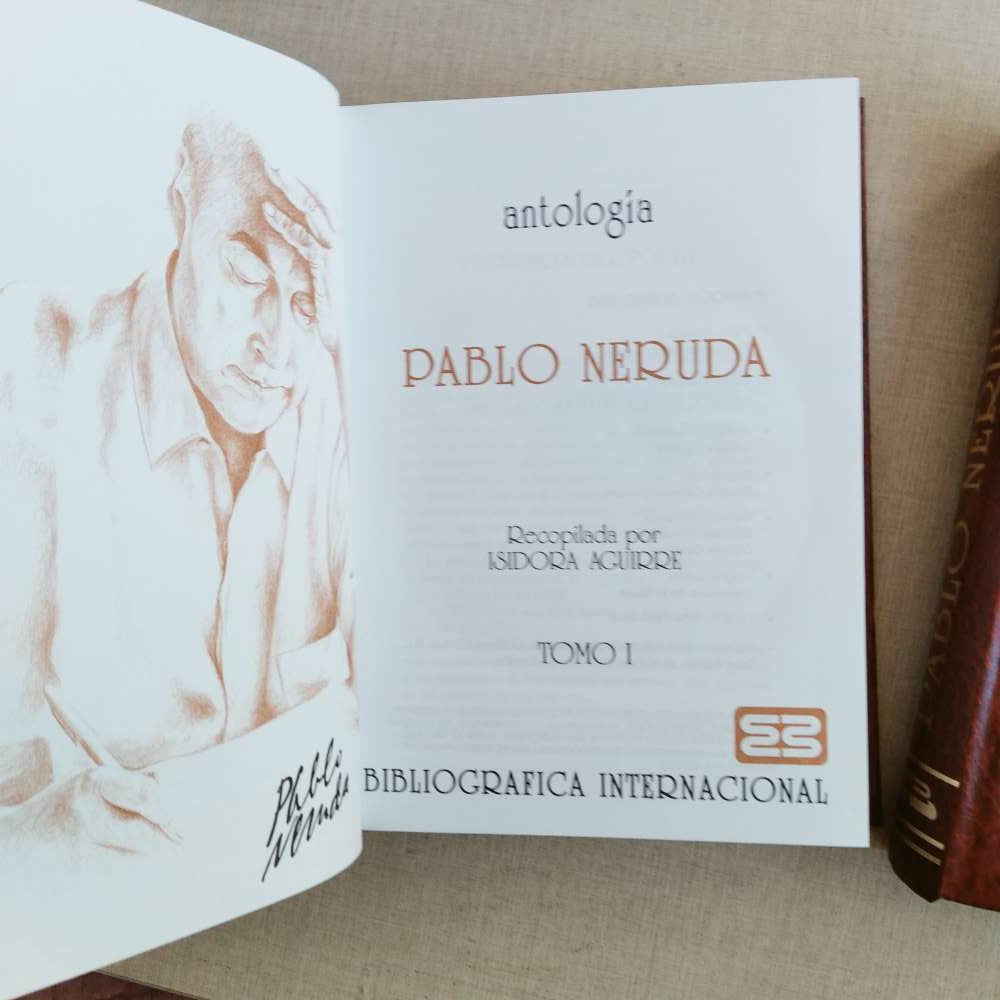 Pablo
Neruda
antología
PABLO NERUDA
Recopilada por
ISIDORA AGUIRRE
TOMO I
BIBLIOGRAFICA INTERNACIONAL
PABLO NERUDA